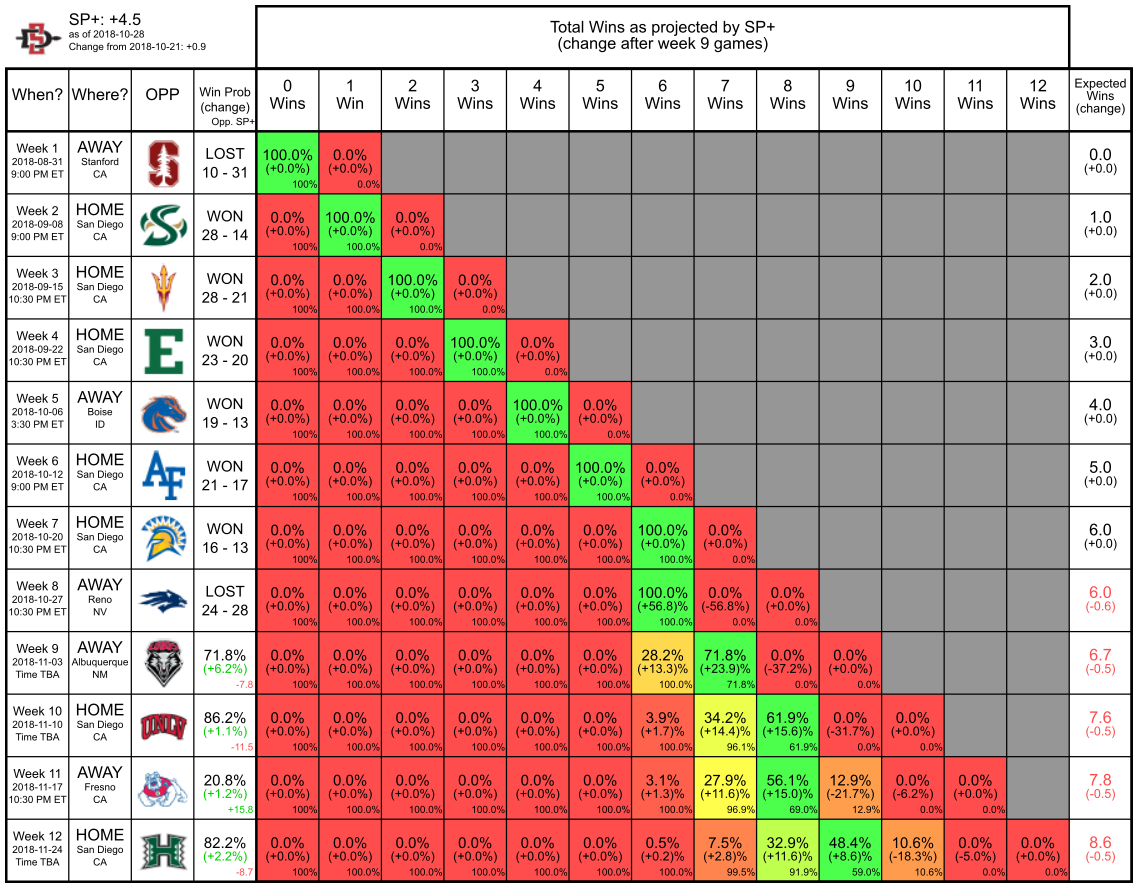 SP+: +4.5
as of 2018-10-28
Change from 2018-10-21: +0.9
Total Wins as projected by SP+
(change after week 9 games)
When? Where? OPP Win Prob (change) Opp. SP+ 0 Wins 1 Win 2 Wins 3 Wins 4 Wins 5 Wins 6 Wins 7 Wins 8 Wins 9 Wins 10 Wins 11 Wins 12 Wins Expected Wins (change)
Week 1 AWAY LOST 100.0% 0.0% 0.0
2018-08-31 Stanford 10 - 31 (+0.0%) (+0.0%) (+0.0)
9:00 PM ET CA 100% 0.0%
Week 2 HOME WON 0.0% 100.0% 0.0% 1.0
2018-09-08 San Diego 28 - 14 (+0.0%) (+0.0%) (+0.0%) (+0.0)
9:00 PM ET CA 100% 100.0% 0.0%
Week 3 HOME WON 0.0% 0.0% 100.0% 0.0% 2.0
2018-09-15 San Diego 28 - 21 (+0.0%) (+0.0%) (+0.0%) (+0.0%) (+0.0)
10:30 PM ET CA 100% 100.0% 100.0% 0.0%
Week 4 HOME E WON 0.0% 0.0% 0.0% 100.0% 0.0% 3.0
2018-09-22 San Diego 23 - 20 (+0.0%) (+0.0%) (+0.0%) (+0.0%) (+0.0%) (+0.0)
10:30 PM ET CA 100% 100.0% 100.0% 100.0% 0.0%
Week 5 AWAY WON 0.0% 0.0% 0.0% 0.0% 100.0% 0.0% 4.0
2018-10-06 Boise 19 - 13 (+0.0%) (+0.0%) (+0.0%) (+0.0%) (+0.0%) (+0.0%) (+0.0)
3:30 PM ET ID 100% 100.0% 100.0% 100.0% 100.0% 0.0%
Week 6 HOME AF WON 0.0% 0.0% 0.0% 0.0% 0.0% 100.0% 0.0% 5.0
2018-10-12 San Diego 21 - 17 (+0.0%) (+0.0%) (+0.0%) (+0.0%) (+0.0%) (+0.0%) (+0.0%) (+0.0)
9:00 PM ET CA 100% 100.0% 100.0% 100.0% 100.0% 100.0% 0.0%
Week 7 HOME WON 0.0% 0.0% 0.0% 0.0% 0.0% 0.0% 100.0% 0.0% 6.0
2018-10-20 San Diego 16 - 13 (+0.0%) (+0.0%) (+0.0%) (+0.0%) (+0.0%) (+0.0%) (+0.0%) (+0.0%) (+0.0)
10:30 PM ET CA 100% 100.0% 100.0% 100.0% 100.0% 100.0% 100.0% 0.0%
Week 8 AWAY LOST 0.0% 0.0% 0.0% 0.0% 0.0% 0.0% 100.0% 0.0% 0.0% 6.0
2018-10-27 Reno 24 - 28 (+0.0%) (+0.0%) (+0.0%) (+0.0%) (+0.0%) (+0.0%) (+56.8)% (-56.8%) (+0.0%) (-0.6)
10:30 PM ET NV 100% 100.0% 100.0% 100.0% 100.0% 100.0% 100.0% 0.0% 0.0%
Week 9 AWAY 71.8% 0.0% 0.0% 0.0% 0.0% 0.0% 0.0% 28.2% 71.8% 0.0% 0.0% 6.7
2018-11-03 Albuquerque (+6.2%) (+0.0%) (+0.0%) (+0.0%) (+0.0%) (+0.0%) (+0.0%) (+13.3)% (+23.9)% (-37.2%) (+0.0%) (-0.5)
Time TBA NM -7.8 100% 100.0% 100.0% 100.0% 100.0% 100.0% 100.0% 71.8% 0.0% 0.0%
Week 10 HOME UNLV 86.2% 0.0% 0.0% 0.0% 0.0% 0.0% 0.0% 3.9% 34.2% 61.9% 0.0% 0.0% 7.6
2018-11-10 San Diego (+1.1%) (+0.0%) (+0.0%) (+0.0%) (+0.0%) (+0.0%) (+0.0%) (+1.7)% (+14.4)% (+15.6)% (-31.7%) (+0.0%) (-0.5)
Time TBA CA -11.5 100% 100.0% 100.0% 100.0% 100.0% 100.0% 100.0% 96.1% 61.9% 0.0% 0.0%
Week 11 AWAY 20.8% 0.0% 0.0% 0.0% 0.0% 0.0% 0.0% 3.1% 27.9% 56.1% 12.9% 0.0% 0.0% 7.8
2018-11-17 Fresno (+1.2%) (+0.0%) (+0.0%) (+0.0%) (+0.0%) (+0.0%) (+0.0%) (+1.3)% (+11.6)% (+15.0)% (-21.7%) (-6.2%) (+0.0%) (-0.5)
10:30 PM ET CA +15.8 100% 100.0% 100.0% 100.0% 100.0% 100.0% 100.0% 96.9% 69.0% 12.9% 0.0% 0.0%
Week 12 HOME H 82.2% 0.0% 0.0% 0.0% 0.0% 0.0% 0.0% 0.5% 7.5% 32.9% 48.4% 10.6% 0.0% 0.0% 8.6
2018-11-24 San Diego (+2.2%) (+0.0%) (+0.0%) (+0.0%) (+0.0%) (+0.0%) (+0.0%) (+0.2)% (+2.8)% (+11.6)% (+8.6)% (-18.3%) (-5.0%) (+0.0%) (-0.5)
Time TBA CA -8.7 100% 100.0% 100.0% 100.0% 100.0% 100.0% 100.0% 99.5% 91.9% 59.0% 10.6% 0.0% 0.0%